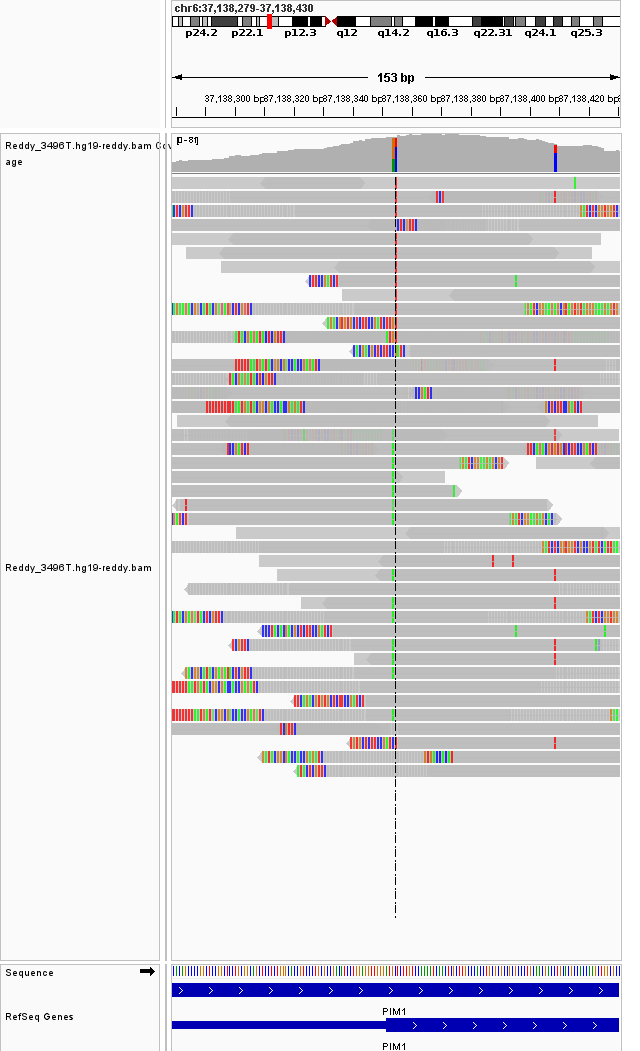 chr6:37,138,279-37,138,430
p24.2 p22.1 p12.3 q12 q14.2 q16.3 q22.31 q24.1 q25.3
153 bp
37,138,300 bp 37,138,320 bp 37,138,340 bp 37,138,360 bp 37,138,380 bp 37,138,400 bp 37,138,420 bp
Reddy_3496T.hg19-reddy.bam Cov
age
[0-81]
Reddy_3496T.hg19-reddy.bam
Sequence
PIM1
RefSeq Genes
PIM1